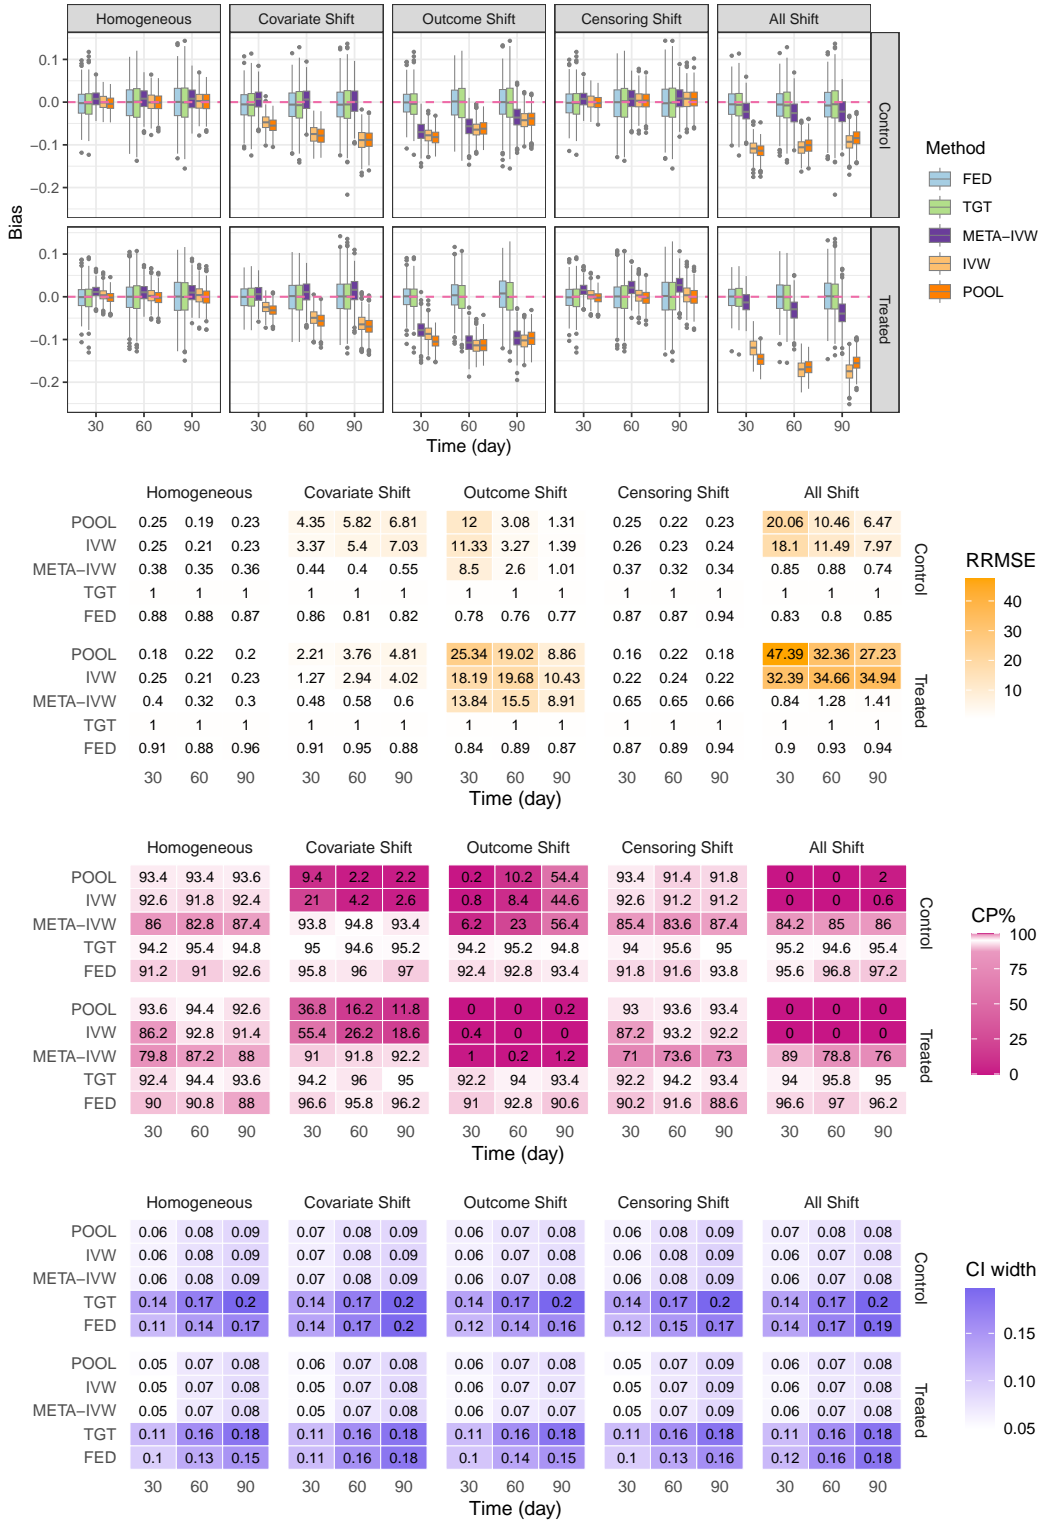 Homogeneous Covariate Shift Outcome Shift Censoring Shift All Shift
0.1
0.0
−0.1
−0.2
Control
0.1
0.0
−0.1
−0.2
Treated
Bias
30 60 90 30 60 90 30 60 90 30 60 90 30 60 90
Time (day)
Method
FED
TGT
META−IVW
IVW
POOL
Homogeneous Covariate Shift Outcome Shift Censoring Shift All Shift
POOL 0.25 0.19 0.23 4.35 5.82 6.81 12 3.08 1.31 0.25 0.22 0.23 20.06 10.46 6.47
IVW 0.25 0.21 0.23 3.37 5.4 7.03 11.33 3.27 1.39 0.26 0.23 0.24 18.1 11.49 7.97
META−IVW 0.38 0.35 0.36 0.44 0.4 0.55 8.5 2.6 1.01 0.37 0.32 0.34 0.85 0.88 0.74
TGT 1 1 1 1 1 1 1 1 1 1 1 1 1 1 1
FED 0.88 0.88 0.87 0.86 0.81 0.82 0.78 0.76 0.77 0.87 0.87 0.94 0.83 0.8 0.85
Control
POOL 0.18 0.22 0.2 2.21 3.76 4.81 25.34 19.02 8.86 0.16 0.22 0.18 47.39 32.36 27.23
IVW 0.25 0.21 0.23 1.27 2.94 4.02 18.19 19.68 10.43 0.22 0.24 0.22 32.39 34.66 34.94
META−IVW 0.4 0.32 0.3 0.48 0.58 0.6 13.84 15.5 8.91 0.65 0.65 0.66 0.84 1.28 1.41
TGT 1 1 1 1 1 1 1 1 1 1 1 1 1 1 1
FED 0.91 0.88 0.96 0.91 0.95 0.88 0.84 0.89 0.87 0.87 0.89 0.94 0.9 0.93 0.94
Treated
30 60 90 30 60 90 30 60 90 30 60 90 30 60 90
Time (day)
RRMSE
40
30
20
10
Homogeneous Covariate Shift Outcome Shift Censoring Shift All Shift
POOL 93.4 93.4 93.6 9.4 2.2 2.2 0.2 10.2 54.4 93.4 91.4 91.8 0 0 2
IVW 92.6 91.8 92.4 21 4.2 2.6 0.8 8.4 44.6 92.6 91.2 91.2 0 0 0.6
META−IVW 86 82.8 87.4 93.8 94.8 93.4 6.2 23 56.4 85.4 83.6 87.4 84.2 85 86
TGT 94.2 95.4 94.8 95 94.6 95.2 94.2 95.2 94.8 94 95.6 95 95.2 94.6 95.4
FED 91.2 91 92.6 95.8 96 97 92.4 92.8 93.4 91.8 91.6 93.8 95.6 96.8 97.2
Control
POOL 93.6 94.4 92.6 36.8 16.2 11.8 0 0 0.2 93 93.6 93.4 0 0 0
IVW 86.2 92.8 91.4 55.4 26.2 18.6 0.4 0 0 87.2 93.2 92.2 0 0 0
META−IVW 79.8 87.2 88 91 91.8 92.2 1 0.2 1.2 71 73.6 73 89 78.8 76
TGT 92.4 94.4 93.6 94.2 96 95 92.2 94 93.4 92.2 94.2 93.4 94 95.8 95
FED 90 90.8 88 96.6 95.8 96.2 91 92.8 90.6 90.2 91.6 88.6 96.6 97 96.2
Treated
30 60 90 30 60 90 30 60 90 30 60 90 30 60 90
Time (day)
CP%
100
75
50
25
0
Homogeneous Covariate Shift Outcome Shift Censoring Shift All Shift
POOL 0.06 0.08 0.09 0.07 0.08 0.09 0.06 0.07 0.08 0.06 0.08 0.09 0.07 0.08 0.08
IVW 0.06 0.08 0.09 0.07 0.08 0.09 0.06 0.07 0.08 0.06 0.08 0.09 0.06 0.07 0.08
META−IVW 0.06 0.08 0.09 0.07 0.08 0.09 0.06 0.07 0.08 0.06 0.08 0.09 0.06 0.07 0.08
TGT 0.14 0.17 0.2 0.14 0.17 0.2 0.14 0.17 0.2 0.14 0.17 0.2 0.14 0.17 0.2
FED 0.11 0.14 0.17 0.14 0.17 0.2 0.12 0.14 0.16 0.12 0.15 0.17 0.14 0.17 0.19
Control
POOL 0.05 0.07 0.08 0.06 0.07 0.08 0.06 0.07 0.08 0.05 0.07 0.09 0.06 0.07 0.08
IVW 0.05 0.07 0.08 0.05 0.07 0.08 0.06 0.07 0.07 0.05 0.07 0.09 0.06 0.07 0.08
META−IVW 0.05 0.07 0.08 0.05 0.07 0.08 0.06 0.07 0.08 0.05 0.07 0.09 0.06 0.07 0.08
TGT 0.11 0.16 0.18 0.11 0.16 0.18 0.11 0.16 0.18 0.11 0.16 0.18 0.11 0.16 0.18
FED 0.1 0.13 0.15 0.11 0.16 0.18 0.1 0.14 0.15 0.1 0.13 0.16 0.12 0.16 0.18
Treated
30 60 90 30 60 90 30 60 90 30 60 90 30 60 90
Time (day)
CI width
0.15
0.10
0.05